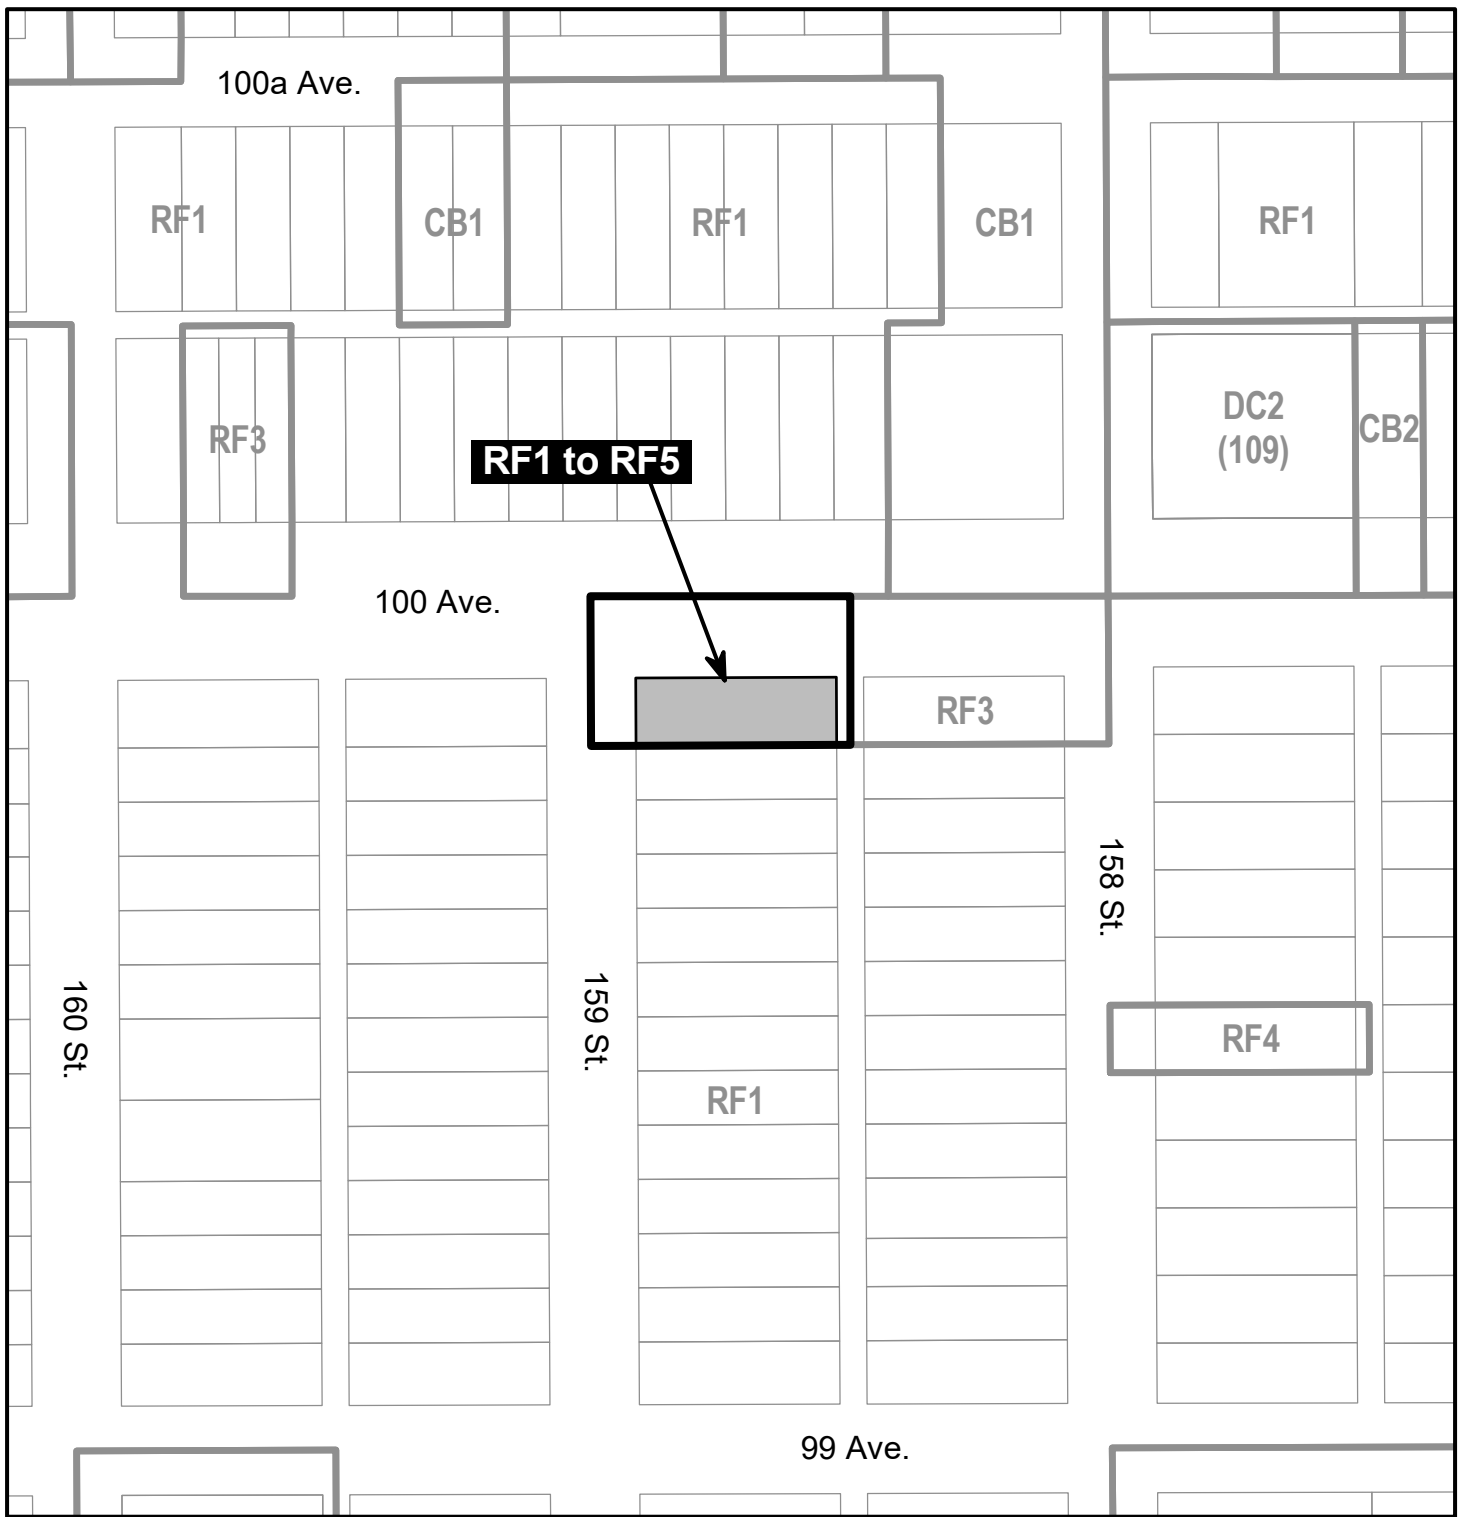 100a Ave.
RF1
CB1
RF1
CB1
RF1
RF3
RF1 to RF5
DC2
(109)
CB2
100 Ave.
RF3
158 St.
160 St.
159 St.
RF4
RF1
99 Ave.